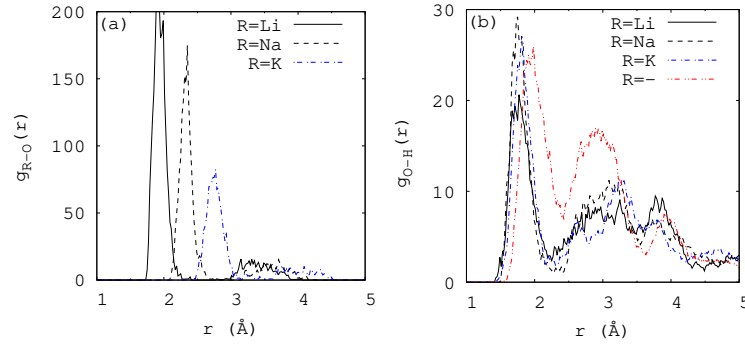 (a)
R=Li
R=Na
R=K
200
150
100
50
0
g_R-O(r)
1 2 3 4 5
r (Å)
(b)
R=Li
R=Na
R=K
R=−
30
20
10
0
g_O-H(r)
1 2 3 4 5
r (Å)